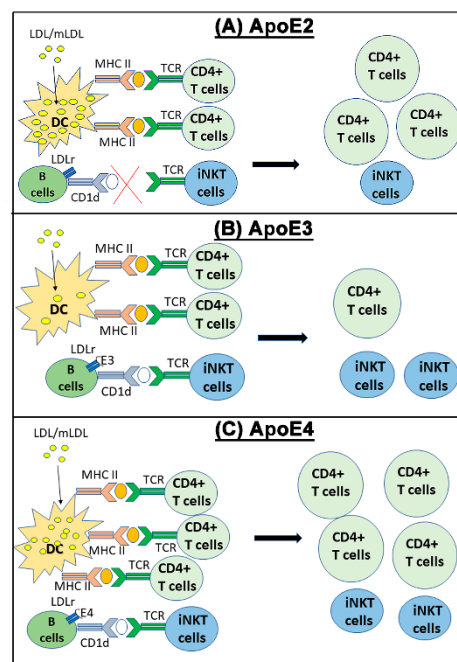 (A) ApoE2
LDL/mLDL
MHC II
TCR
CD4+
T cells
DC
CD4+
T cells
MHC II
TCR
LDLr
B
cells
CD1d
TCR
iNKT
cells
CD4+
T cells
CD4+
T cells
CD4+
T cells
iNKT
cells
(B) ApoE3
LDL/mLDL
MHC II
TCR
CD4+
T cells
DC
CD4+
T cells
MHC II
TCR
LDLr
CE3
B
cells
CD1d
TCR
iNKT
cells
CD4+
T cells
iNKT
cells
iNKT
cells
(C) ApoE4
LDL/mLDL
MHC II
TCR
CD4+
T cells
DC
MHC II
TCR
CD4+
T cells
MHC II
TCR
CD4+
T cells
LDLr
CE4
B
cells
CD1d
TCR
iNKT
cells
CD4+
T cells
CD4+
T cells
CD4+
T cells
CD4+
T cells
iNKT
cells
iNKT
cells